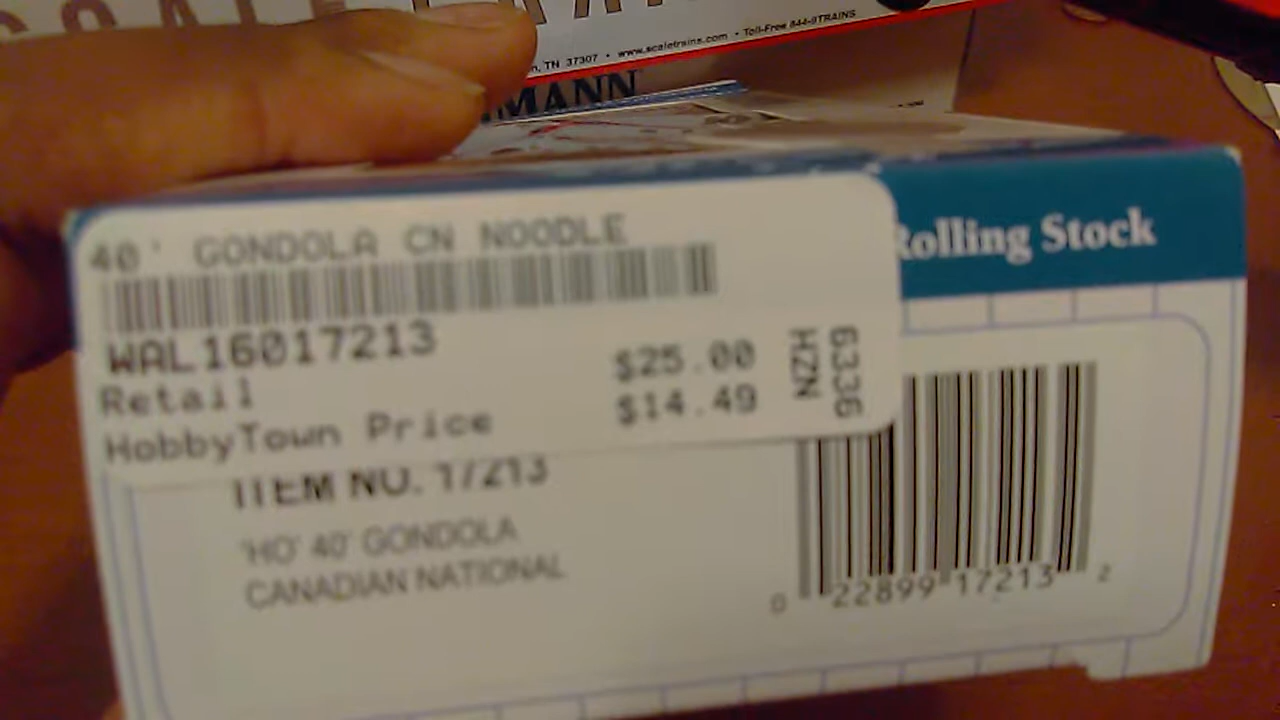 TN 37307 • www.scaletrains.com • Toll-Free 844-9TRAINS
MANN
Rolling Stock
40' GONDOLA CN NOODLE
WAL16017213
Retail $25.00
HobbyTown Price $14.49
6336
HZN
ITEM NO. 17213
'HO' 40' GONDOLA
CANADIAN NATIONAL
0 22899 17213 2